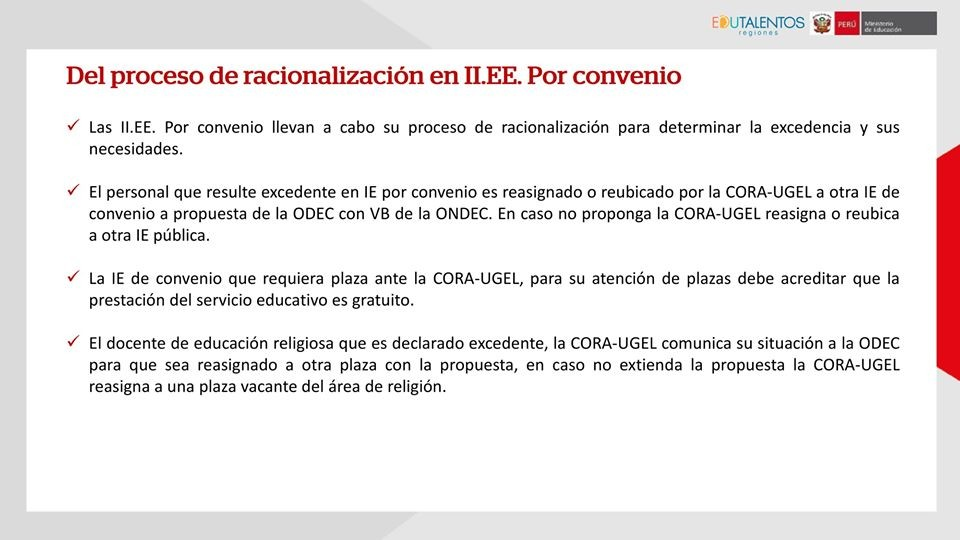 EDUTALENTOS
regiones
PERÚ
Ministerio
de Educación
Del proceso de racionalización en II.EE. Por convenio
✓ Las II.EE. Por convenio llevan a cabo su proceso de racionalización para determinar la excedencia y sus
necesidades.
✓ El personal que resulte excedente en IE por convenio es reasignado o reubicado por la CORA-UGEL a otra IE de
convenio a propuesta de la ODEC con VB de la ONDEC. En caso no proponga la CORA-UGEL reasigna o reubica
a otra IE pública.
✓ La IE de convenio que requiera plaza ante la CORA-UGEL, para su atención de plazas debe acreditar que la
prestación del servicio educativo es gratuito.
✓ El docente de educación religiosa que es declarado excedente, la CORA-UGEL comunica su situación a la ODEC
para que sea reasignado a otra plaza con la propuesta, en caso no extienda la propuesta la CORA-UGEL
reasigna a una plaza vacante del área de religión.